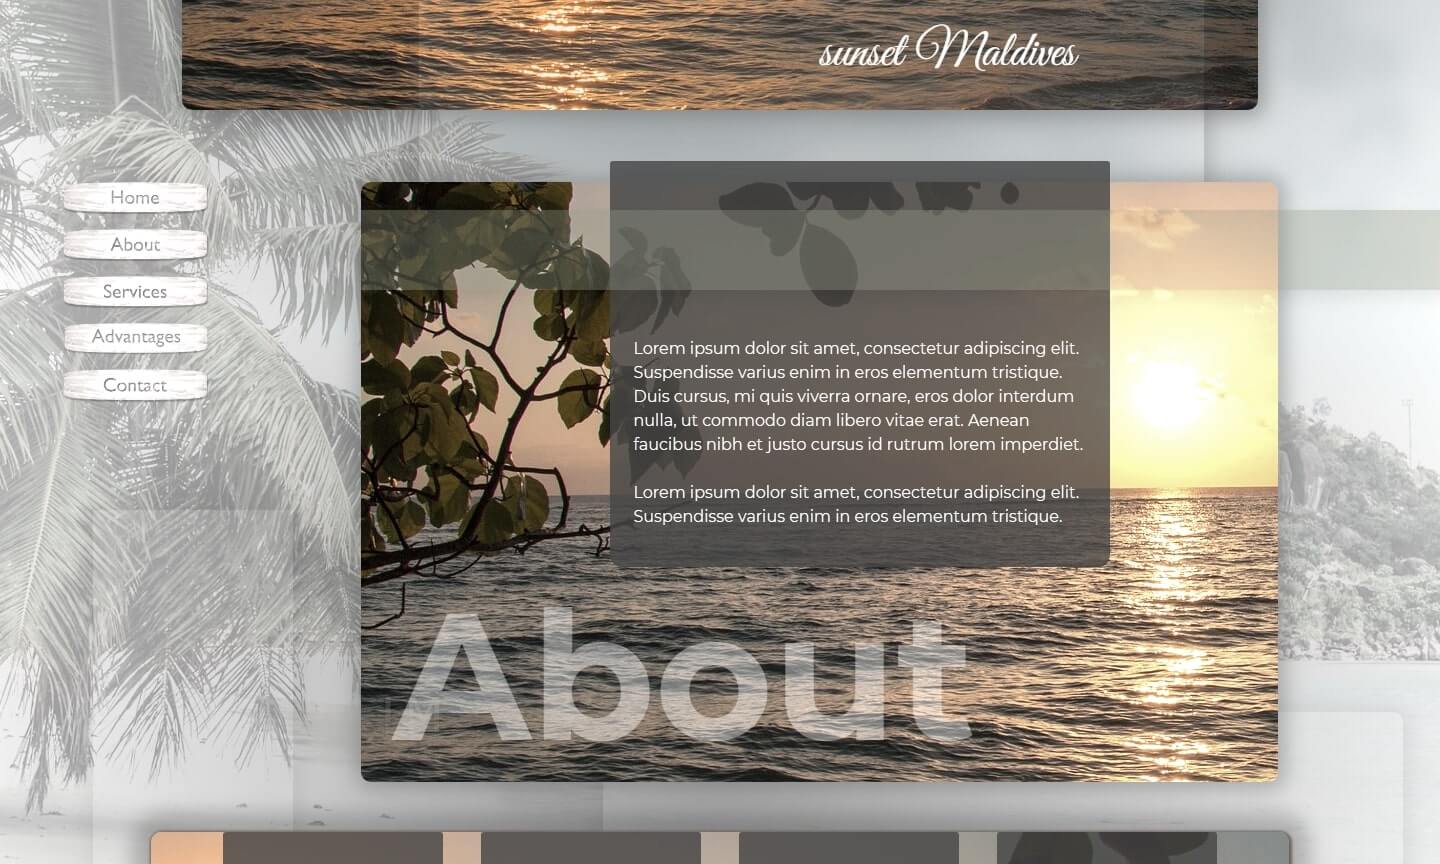 sunset Maldives
Home
About
Services
Advantages
Contact
Lorem ipsum dolor sit amet, consectetur adipiscing elit.
Suspendisse varius enim in eros elementum tristique.
Duis cursus, mi quis viverra ornare, eros dolor interdum
nulla, ut commodo diam libero vitae erat. Aenean
faucibus nibh et justo cursus id rutrum lorem imperdiet.
Lorem ipsum dolor sit amet, consectetur adipiscing elit.
Suspendisse varius enim in eros elementum tristique.
About